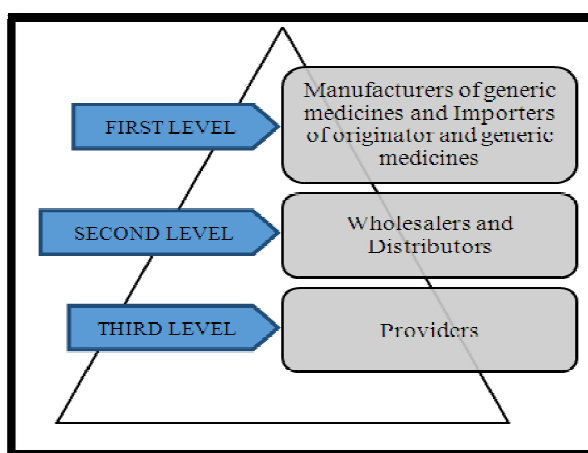 FIRST LEVEL
Manufacturers of generic
medicines and Importers
of originator and generic
medicines
SECOND LEVEL
Wholesalers and
Distributors
THIRD LEVEL
Providers